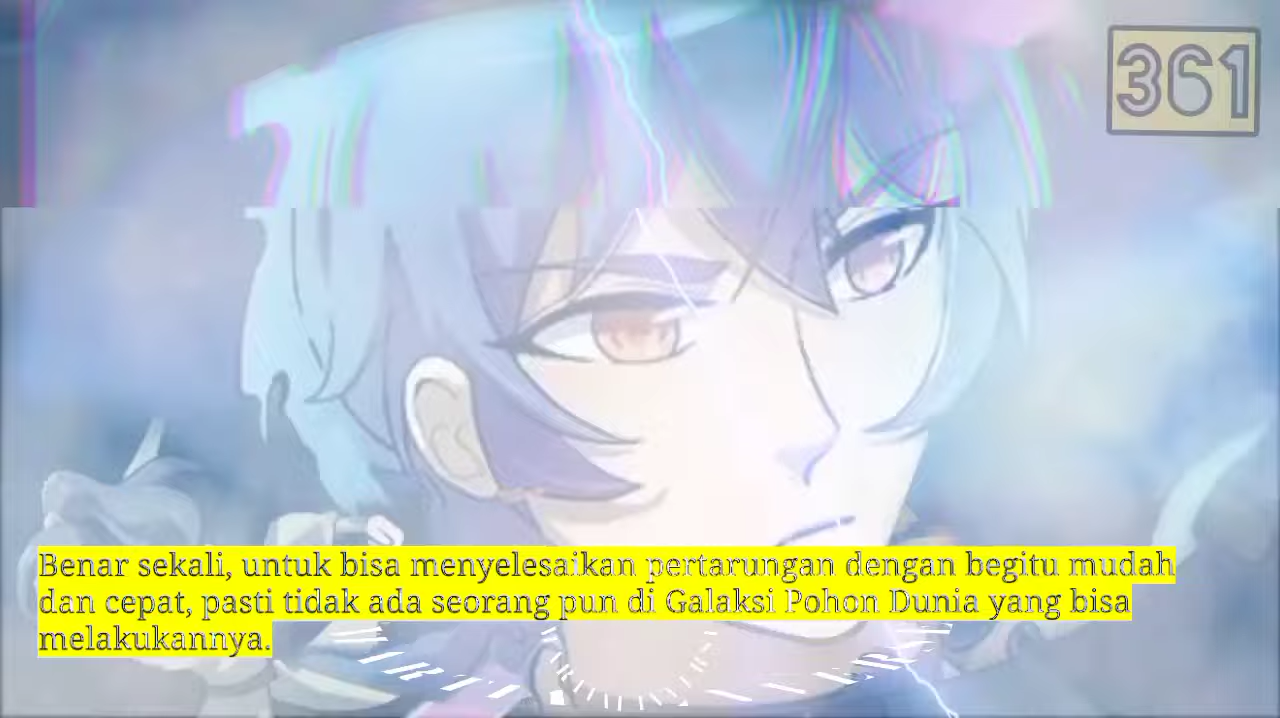 361
Benar sekali, untuk bisa menyelesaikan pertarungan dengan begitu mudah
dan cepat, pasti tidak ada seorang pun di Galaksi Pohon Dunia yang bisa
melakukannya.